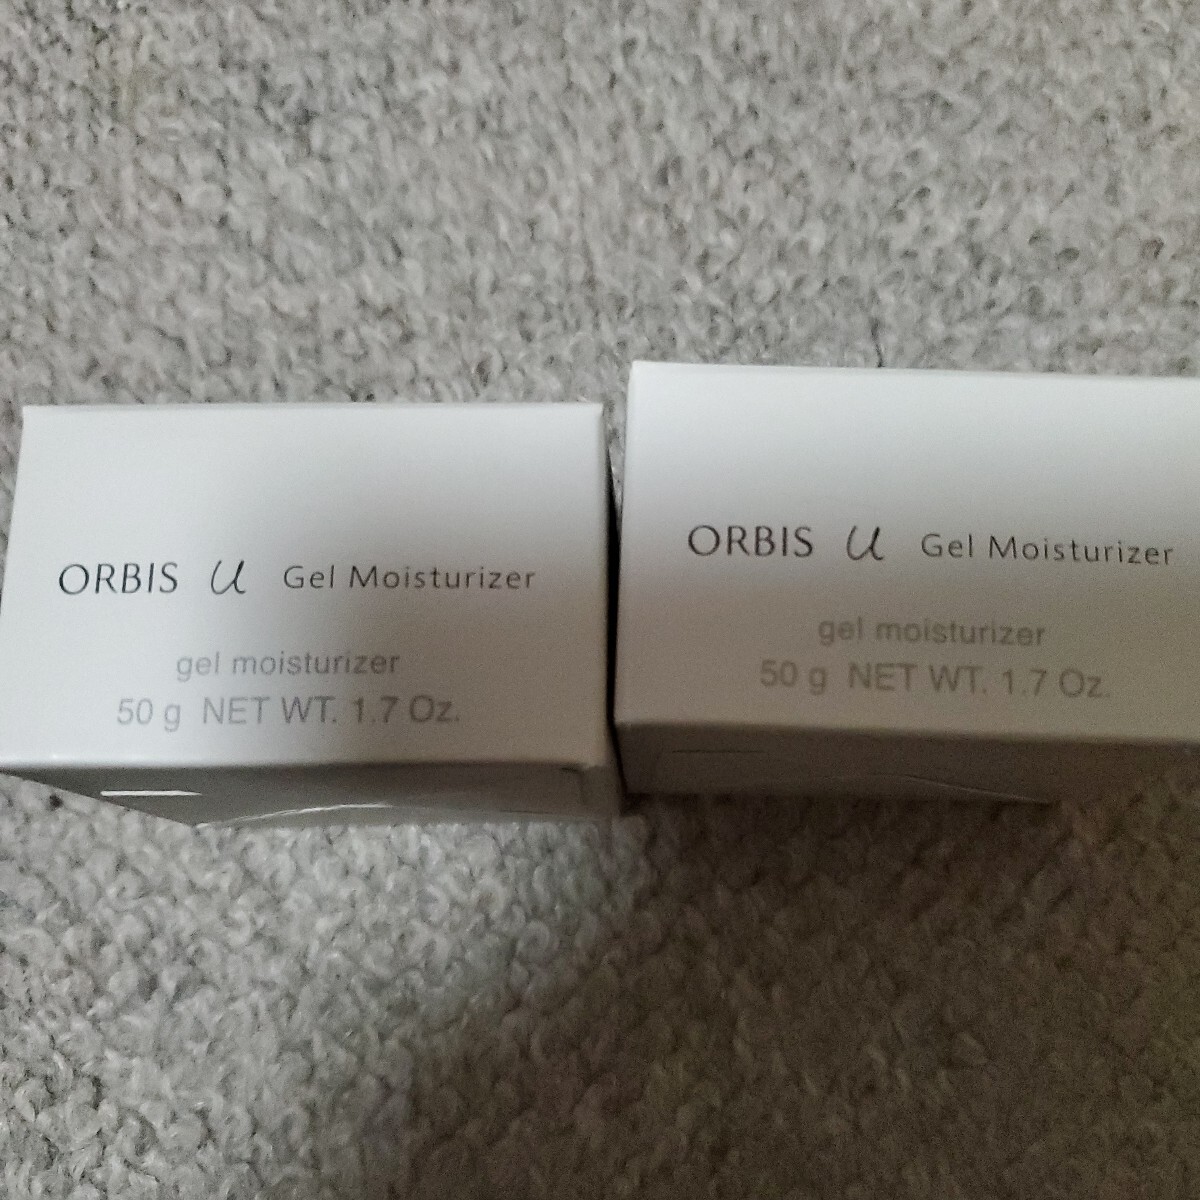 ORBIS u Gel Moisturizer
gel moisturizer
50 g NET WT. 1.7 Oz.
ORBIS u Gel Moisturizer
gel moisturizer
50 g NET WT. 1.7 Oz.